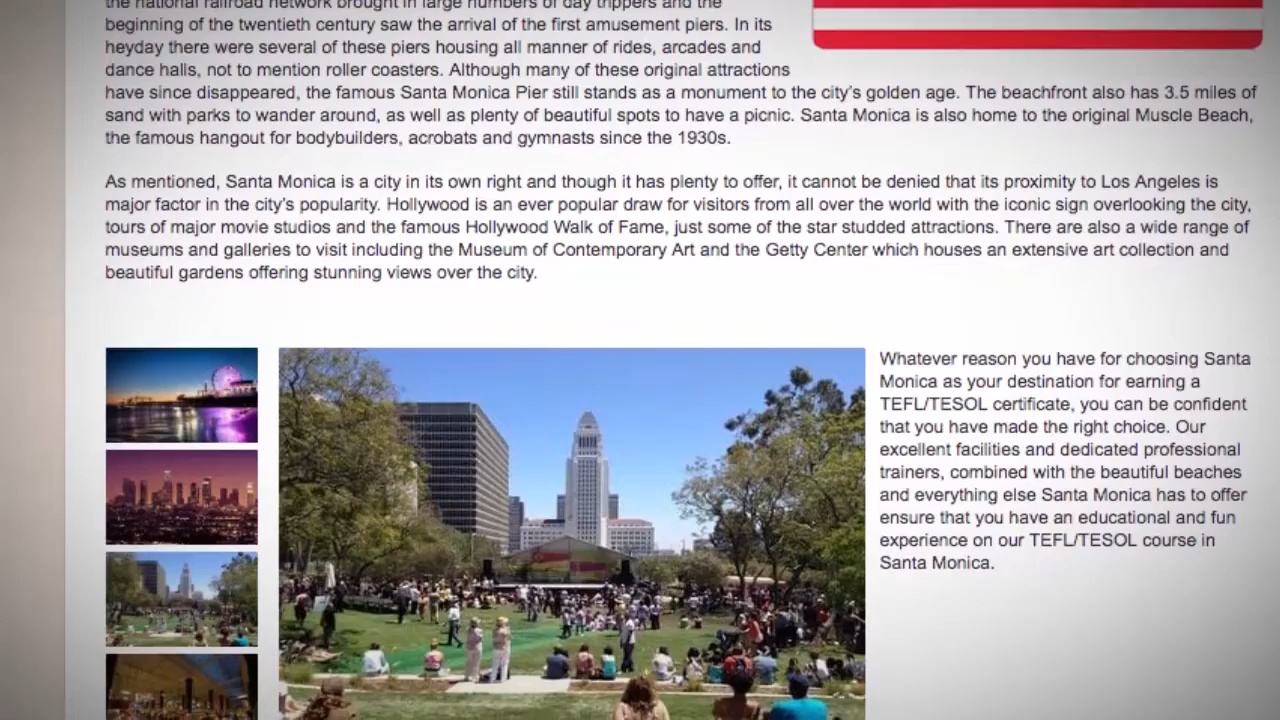 the national railroad network brought in large numbers of day trippers and the
beginning of the twentieth century saw the arrival of the first amusement piers. In its
heyday there were several of these piers housing all manner of rides, arcades and
dance halls, not to mention roller coasters. Although many of these original attractions
have since disappeared, the famous Santa Monica Pier still stands as a monument to the city's golden age. The beachfront also has 3.5 miles of
sand with parks to wander around, as well as plenty of beautiful spots to have a picnic. Santa Monica is also home to the original Muscle Beach,
the famous hangout for bodybuilders, acrobats and gymnasts since the 1930s.
As mentioned, Santa Monica is a city in its own right and though it has plenty to offer, it cannot be denied that its proximity to Los Angeles is
major factor in the city's popularity. Hollywood is an ever popular draw for visitors from all over the world with the iconic sign overlooking the city,
tours of major movie studios and the famous Hollywood Walk of Fame, just some of the star studded attractions. There are also a wide range of
museums and galleries to visit including the Museum of Contemporary Art and the Getty Center which houses an extensive art collection and
beautiful gardens offering stunning views over the city.
Whatever reason you have for choosing Santa
Monica as your destination for earning a
TEFL/TESOL certificate, you can be confident
that you have made the right choice. Our
excellent facilities and dedicated professional
trainers, combined with the beautiful beaches
and everything else Santa Monica has to offer
ensure that you have an educational and fun
experience on our TEFL/TESOL course in
Santa Monica.